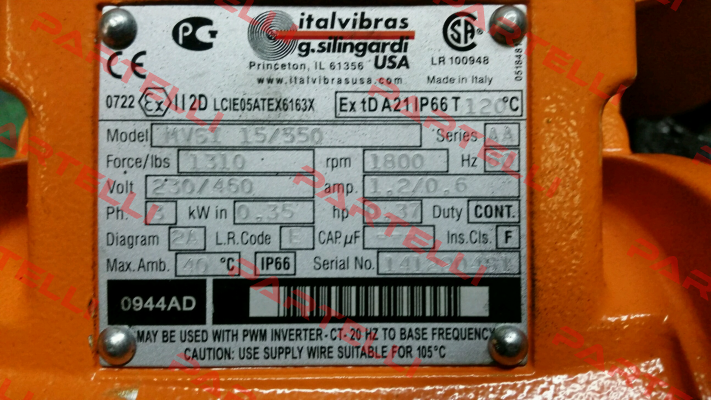 italvibras
g.silingardi
USA
Princeton, IL 61356
www.italvibrasusa.com
LR 100948
Made in Italy
CE
SA
0722 Ex II 2D LCIE05ATEX6163X
Ex tD A21 IP66 T 120 °C
Model MVSI 15/550 Series AA
Force/lbs 1310 rpm 1800 Hz
Volt 230/460 amp. 1,2/0,6
Ph. 3 kW in 0,35 hp Duty CONT.
Diagram 2A L.R.Code E CAP.µF Ins.Cls. F
Max.Amb. 40 °C IP66 Serial No.
0944AD
MAY BE USED WITH PWM INVERTER - CT- 20 HZ TO BASE FREQUENCY
CAUTION: USE SUPPLY WIRE SUITABLE FOR 105°C
PARTELLI